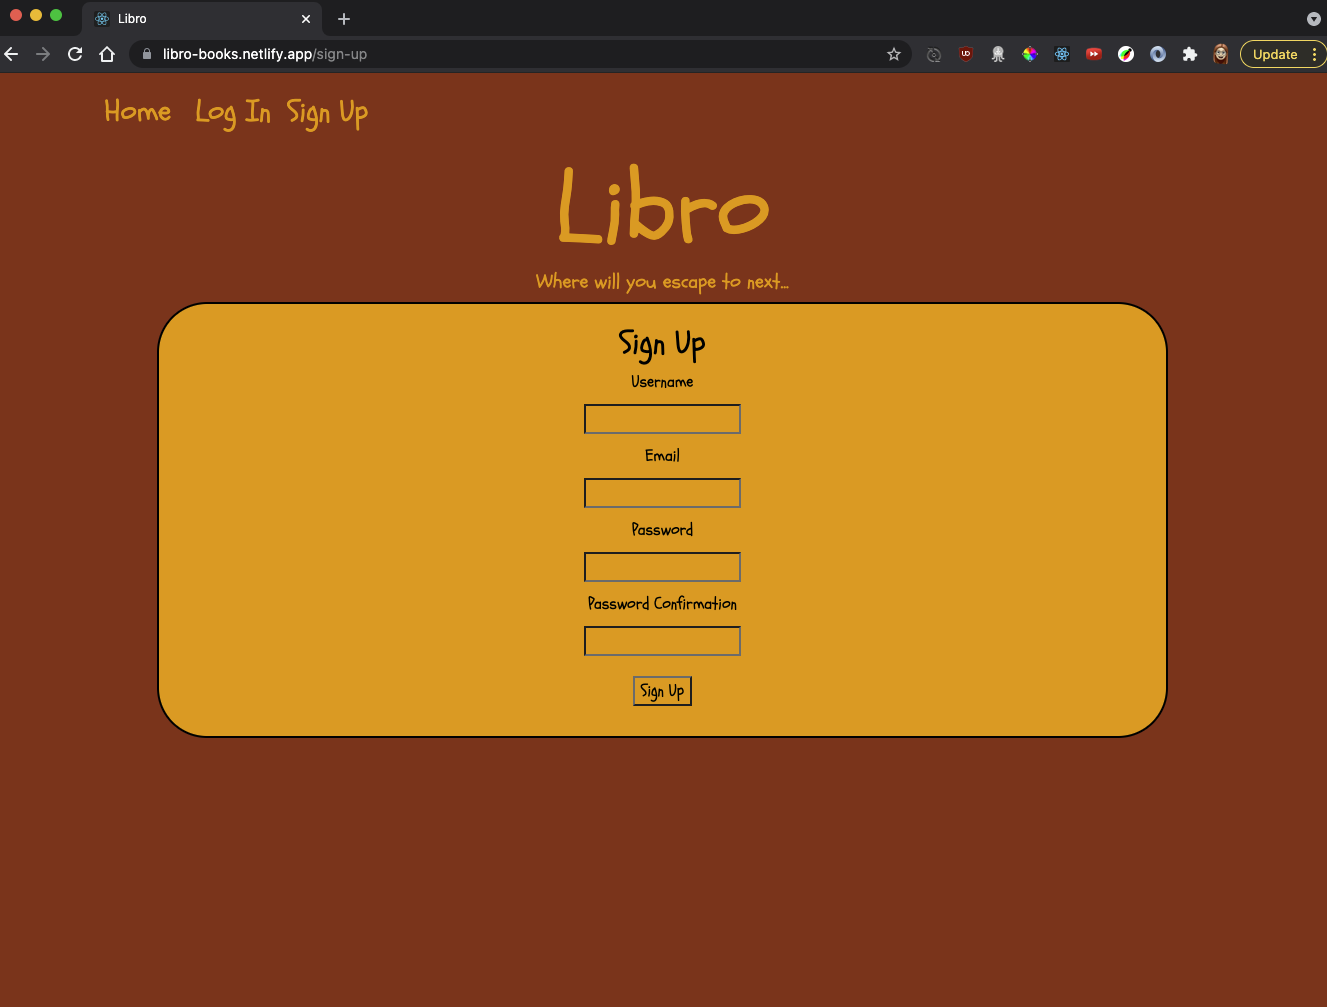 Libro
libro-books.netlify.app/sign-up
Update
Home Log In Sign Up
Libro
Where will you escape to next...
Sign Up
Username
Email
Password
Password Confirmation
Sign Up